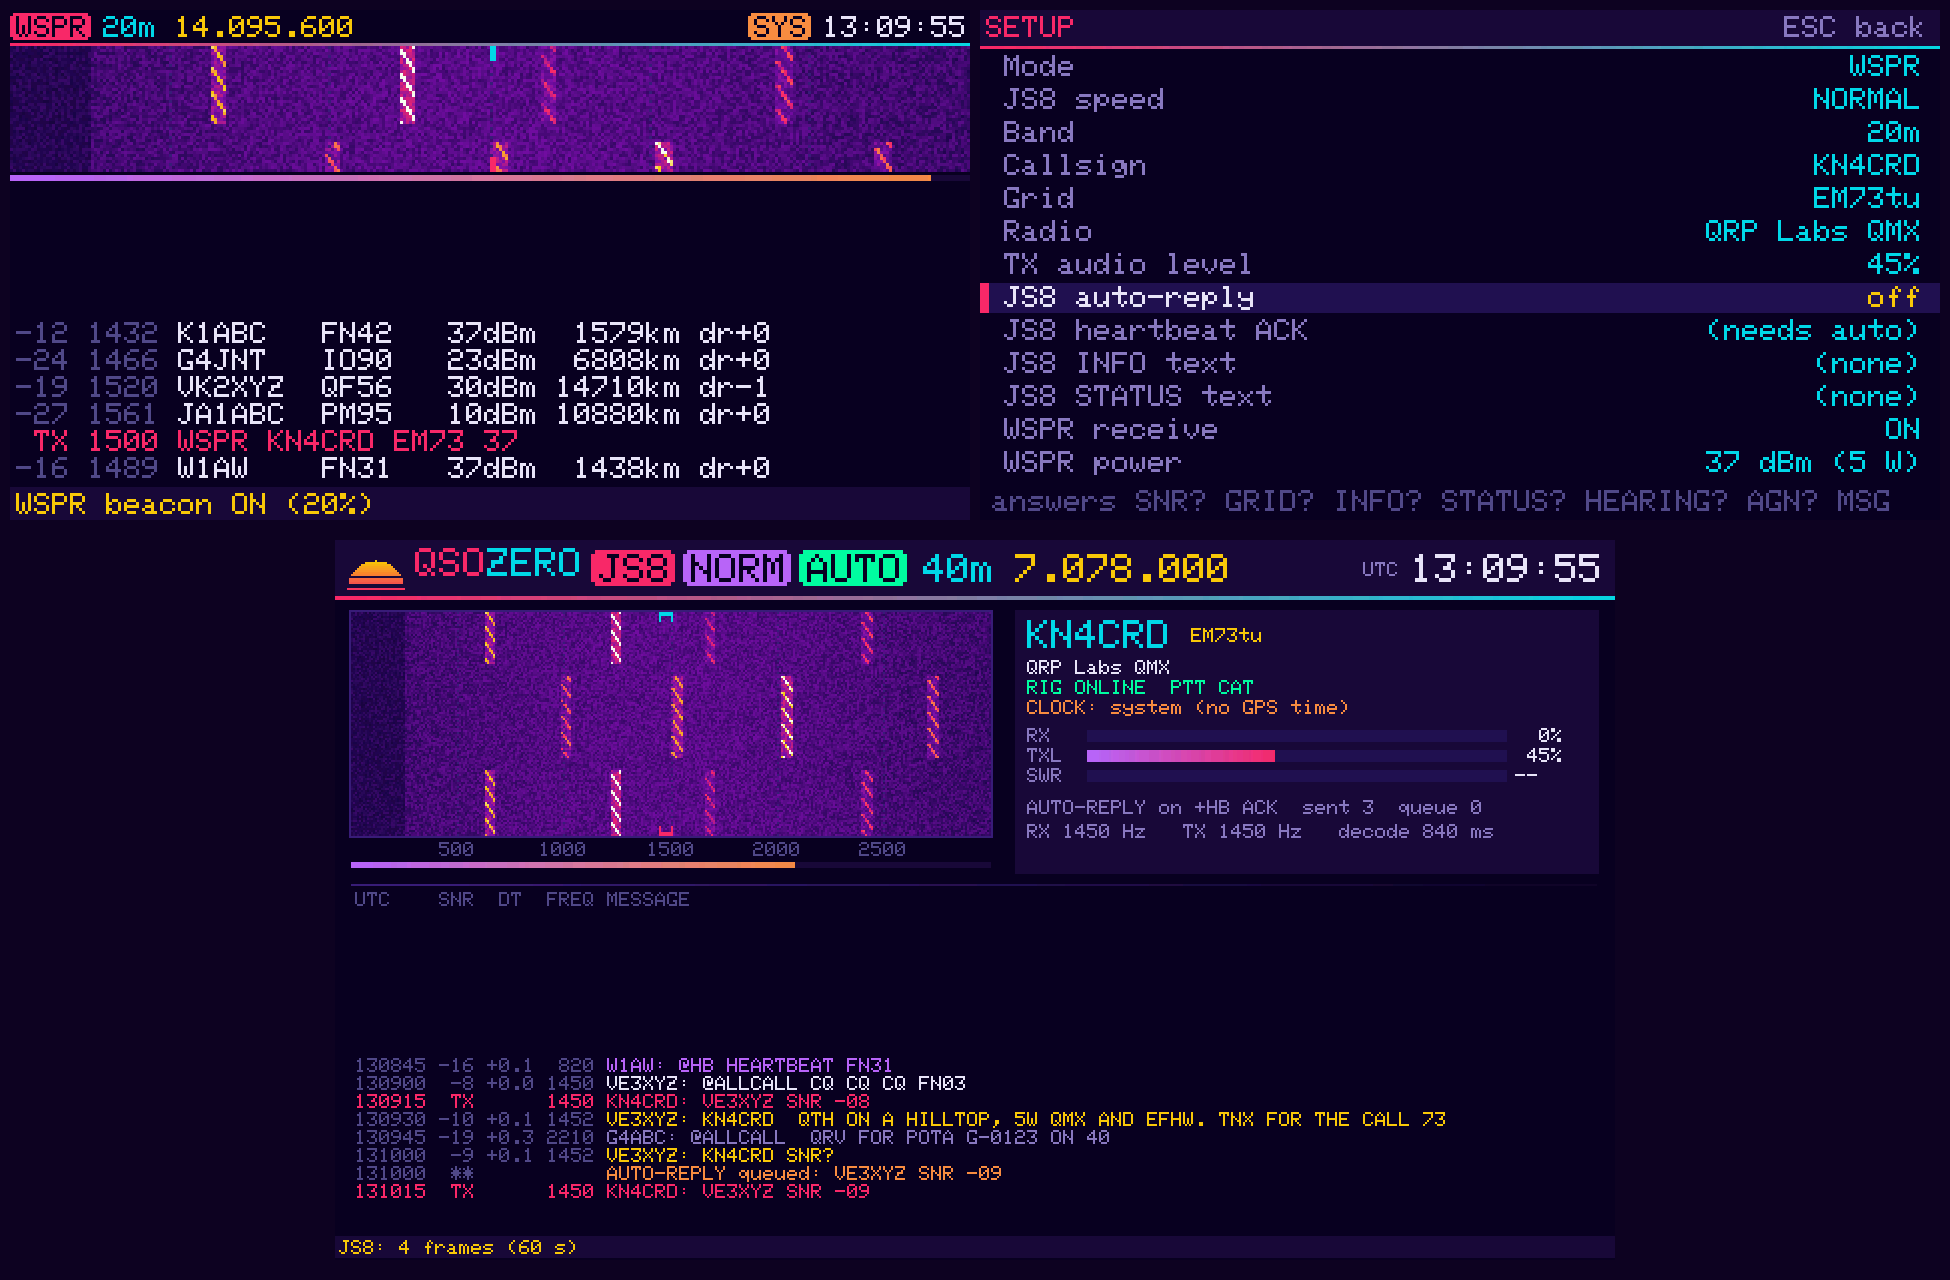 WSPR 20m 14.095.600 SYS 13:09:55
-12 1432 K1ABC FN42 37dBm 1579km dr+0
-24 1466 G4JNT IO90 23dBm 6808km dr+0
-19 1520 VK2XYZ QF56 30dBm 14710km dr-1
-27 1561 JA1ABC PM95 10dBm 10880km dr+0
TX 1500 WSPR KN4CRD EM73 37
-16 1489 W1AW FN31 37dBm 1438km dr+0
WSPR beacon ON (20%)
SETUP ESC back
Mode WSPR
JS8 speed NORMAL
Band 20m
Callsign KN4CRD
Grid EM73tu
Radio QRP Labs QMX
TX audio level 45%
JS8 auto-reply off
JS8 heartbeat ACK (needs auto)
JS8 INFO text (none)
JS8 STATUS text (none)
WSPR receive ON
WSPR power 37 dBm (5 W)
answers SNR? GRID? INFO? STATUS? HEARING? AGN? MSG
QSOZERO JS8 NORM AUTO 40m 7.078.000 UTC 13:09:55
500 1000 1500 2000 2500
KN4CRD EM73tu
QRP Labs QMX
RIG ONLINE PTT CAT
CLOCK: system (no GPS time)
RX 0%
TXL 45%
SWR --
AUTO-REPLY on +HB ACK sent 3 queue 0
RX 1450 Hz TX 1450 Hz decode 840 ms
UTC SNR DT FREQ MESSAGE
130845 -16 +0.1 820 W1AW: @HB HEARTBEAT FN31
130900 -8 +0.0 1450 VE3XYZ: @ALLCALL CQ CQ CQ FN03
130915 TX 1450 KN4CRD: VE3XYZ SNR -08
130930 -10 +0.1 1452 VE3XYZ: KN4CRD QTH ON A HILLTOP, 5W QMX AND EFHW. TNX FOR THE CALL 73
130945 -19 +0.3 2210 G4ABC: @ALLCALL QRV FOR POTA G-0123 ON 40
131000 -9 +0.1 1452 VE3XYZ: KN4CRD SNR?
131000 ** AUTO-REPLY queued: VE3XYZ SNR -09
131015 TX 1450 KN4CRD: VE3XYZ SNR -09
JS8: 4 frames (60 s)